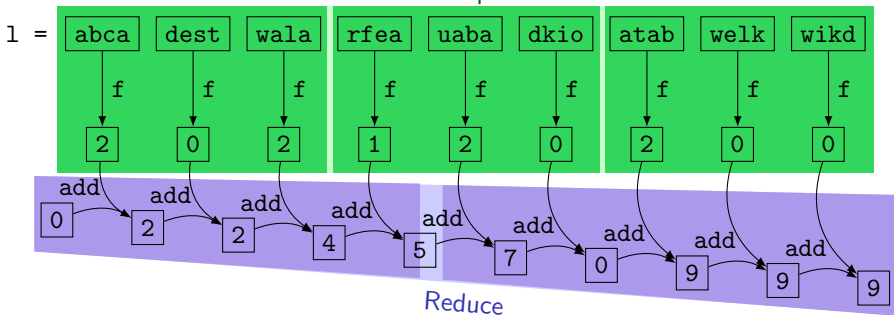 l = abca dest wala rfea uaba dkio atab welk wikd
f f f f f f f f f
2 0 2 1 2 0 2 0 0
add add add add add add add add add
0 2 2 4 5 7 0 9 9 9
Reduce